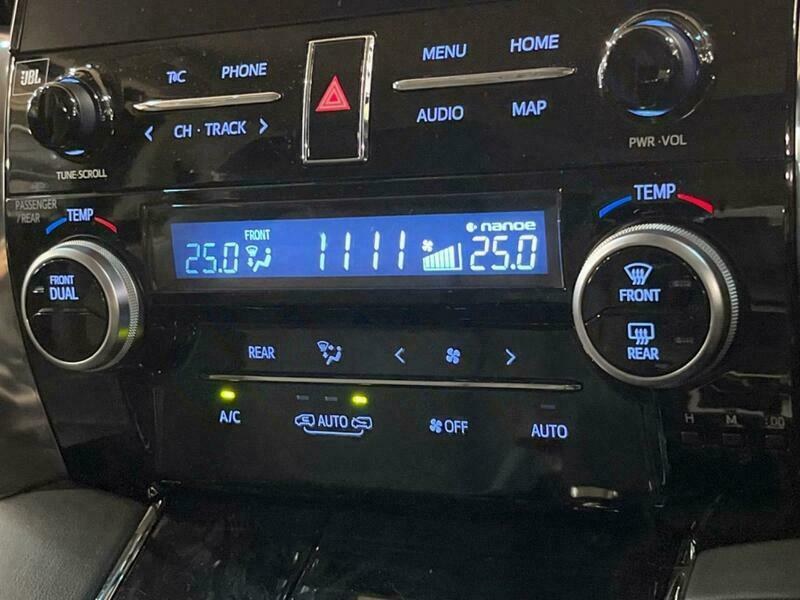 JBL
T&C PHONE
MENU HOME
AUDIO MAP
CH · TRACK
TUNE·SCROLL
PWR·VOL
PASSENGER
/REAR
TEMP
TEMP
FRONT
DUAL
nanoe
25.0 FRONT 1111 25.0
FRONT
REAR
REAR
A/C AUTO OFF AUTO
H M